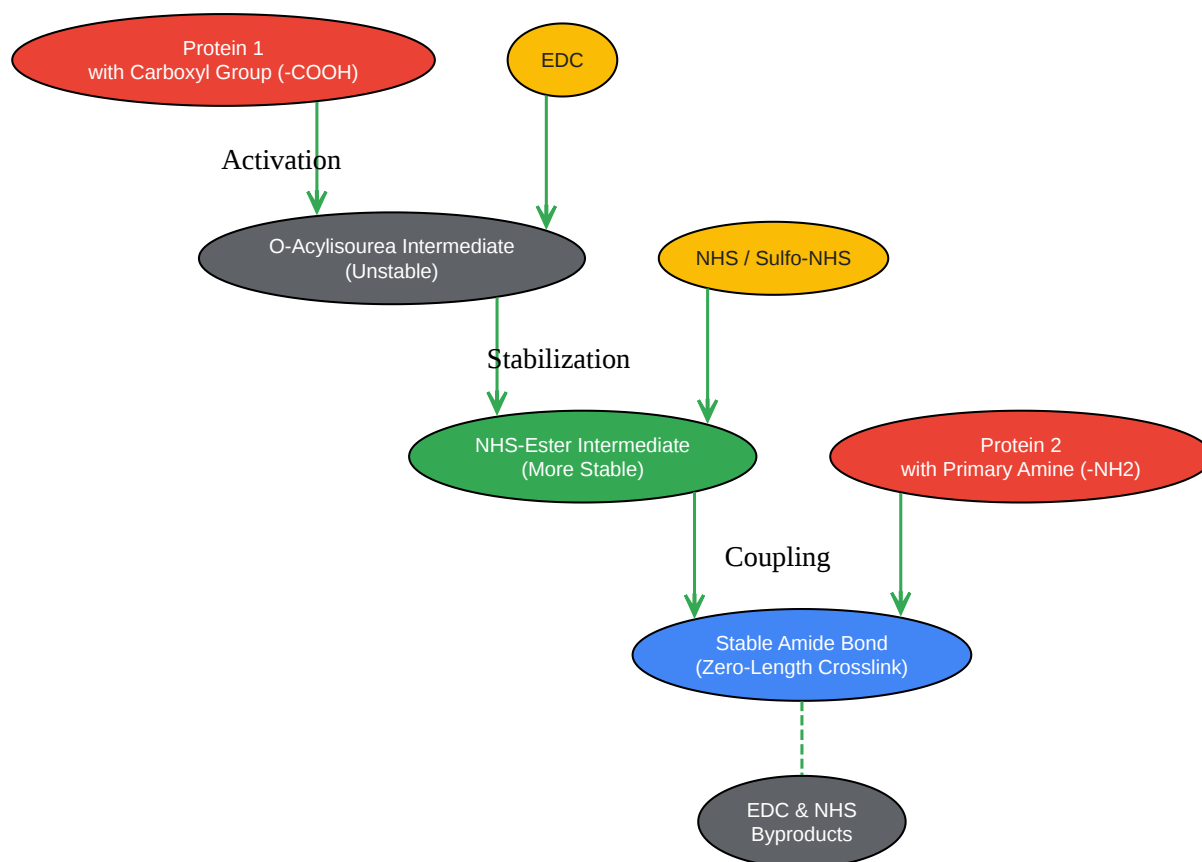 Protein 1
with Carboxyl Group (-COOH)
EDC
Activation
O-Acylisourea Intermediate
(Unstable)
NHS / Sulfo-NHS
Stabilization
NHS-Ester Intermediate
(More Stable)
Protein 2
with Primary Amine (-NH2)
Coupling
Stable Amide Bond
(Zero-Length Crosslink)
EDC & NHS
Byproducts